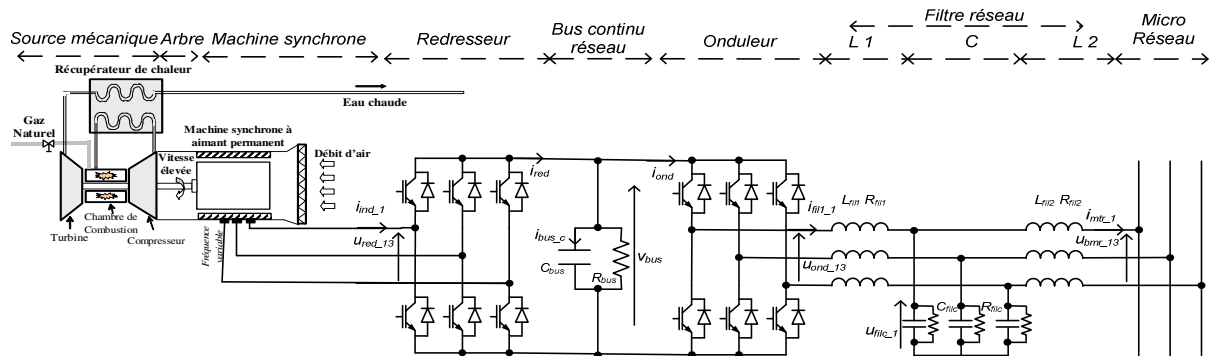 Source mécanique
Arbre
Machine synchrone
Redresseur
Bus continu
réseau
Onduleur
Filtre réseau
L 1
C
L 2
Micro
Réseau
Récupérateur de chaleur
Eau chaude
Gaz
Naturel
Machine synchrone à
aimant permanent
Vitesse
élevée
Débit d'air
Chambre de
Combustion
Turbine
Compresseur
Fréquence
variable
i_ind_1
u_red_13
i_red
i_bus_c
C_bus
R_bus
v_bus
i_ond
u_ond_13
i_fil1_1
L_fil1 R_fil1
L_fil2 R_fil2
i_mtr_1
u_bmr_13
C_filc
R_filc
u_filc_1